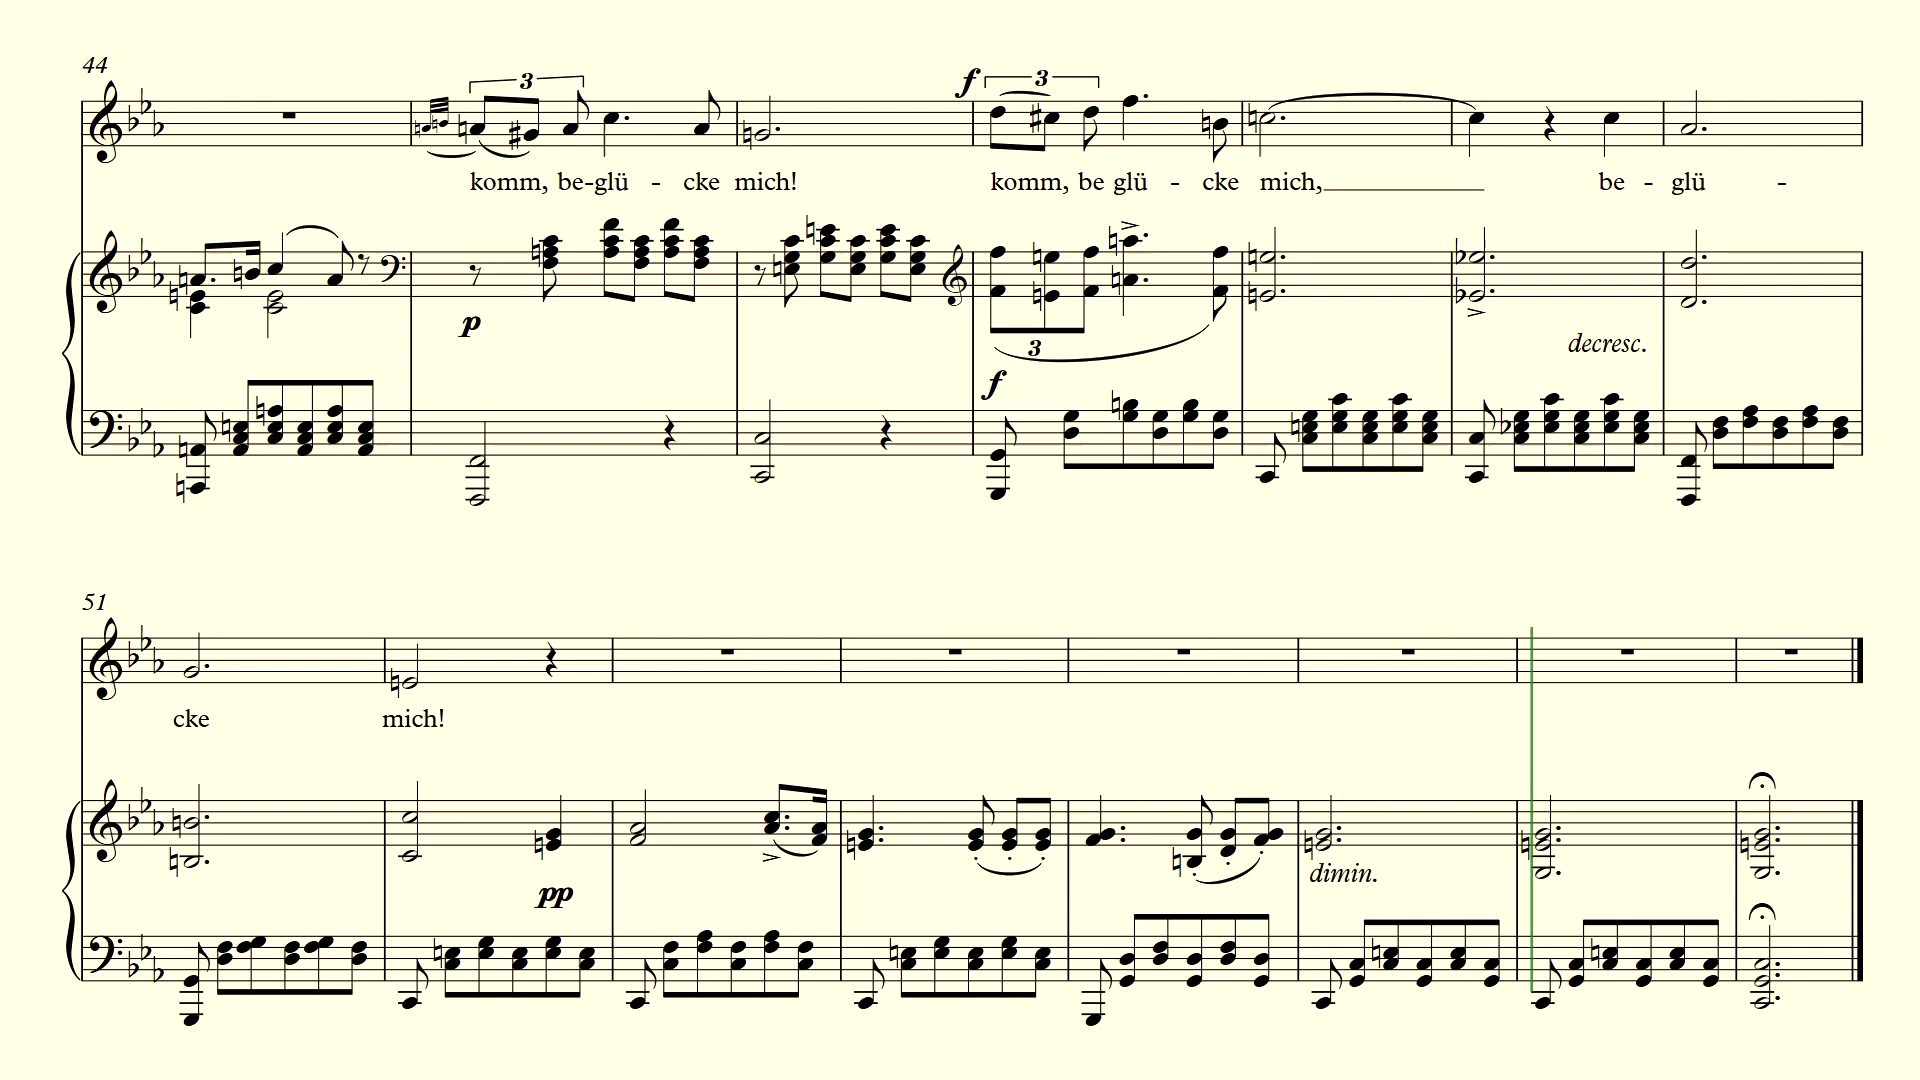 44
3
f
3
komm, be-glü - cke mich!
komm, be glü - cke mich,
be - glü -
p
3
f
decresc.
51
cke mich!
pp
dimin.